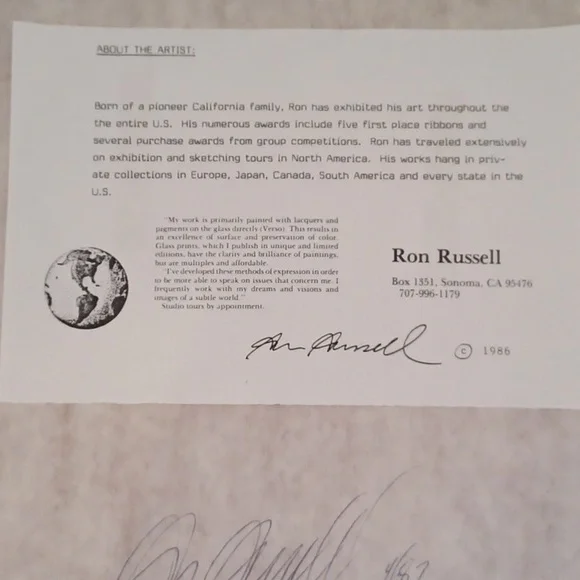 ABOUT THE ARTIST:
Born of a pioneer California family, Ron has exhibited his art throughout the
the entire U.S. His numerous awards include five first place ribbons and
several purchase awards from group competitions. Ron has traveled extensively
on exhibition and sketching tours in North America. His works hang in priv-
ate collections in Europe, Japan, Canada, South America and every state in the
U.S.
"My work is primarily painted with lacquers and
pagments on the glass directly (Verso). This results in
an excellence of surface and preservation of color.
Glass prints, which I publish in unique and limited
editions, have the clarity and brilliance of paintings,
but are multiples and affordable.
"I've developed these methods of expression in order
to be more able to speak on issues that concern me. I
frequently work with my dreams and visions and
images of a subtle world."
Studio tours by appointment.
Ron Russell
Box 1351, Sonoma, CA 95476
707-996-1179
Ron Russell © 1986
Ron Russell